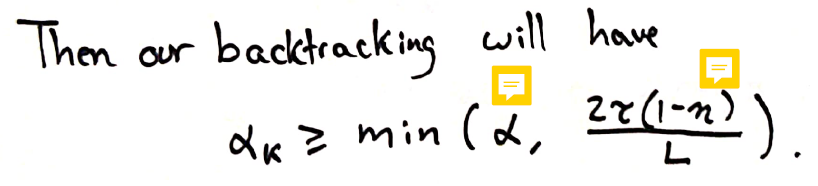 Then our backtracking will have
αₖ ≥ min (α, 2τ(1-η)/L).